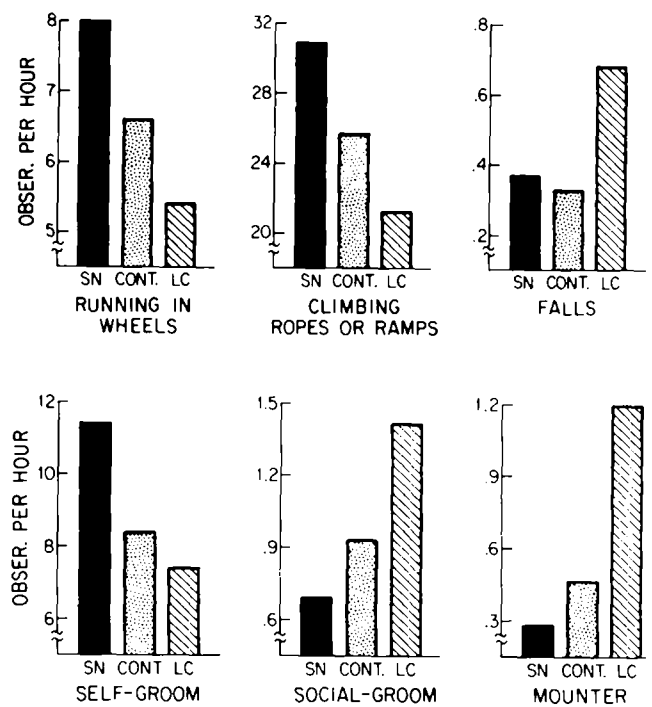 OBSER. PER HOUR
8
7
6
5
SN CONT. LC
RUNNING IN
WHEELS
32
28
24
20
SN CONT. LC
CLIMBING
ROPES OR RAMPS
.8
.6
.4
.2
SN CONT. LC
FALLS
OBSER. PER HOUR
12
10
8
6
SN CONT LC
SELF-GROOM
1.5
1.2
.9
.6
SN CONT. LC
SOCIAL-GROOM
1.2
.9
.6
.3
SN CONT. LC
MOUNTER